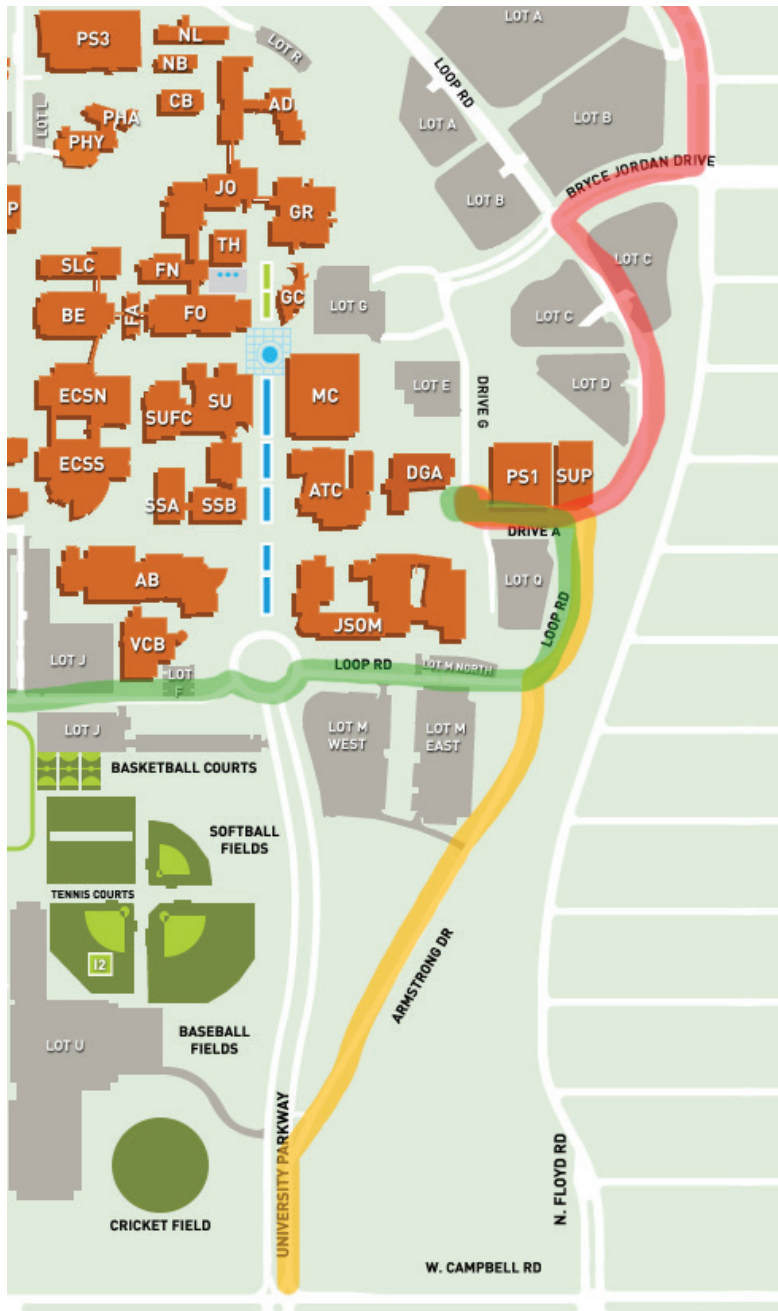 PS3
NL
LOT R
LOT A
NB
LOOP RD
CB
AD
LOT L
PHA
PHY
LOT A
LOT B
BRYCE JORDAN DRIVE
JO
LOT B
P
GR
TH
SLC
FN
LOT C
GC
LOT G
BE
FA
FO
LOT C
ECSN
SU
SUFC
MC
LOT E
DRIVE G
LOT D
ECSS
SSA
SSB
ATC
DGA
PS1
SUP
DRIVE A
AB
LOT Q
JSOM
VCB
LOOP RD
LOT J
LOT
F
LOOP RD
LOT M NORTH
LOT J
LOT M
WEST
LOT M
EAST
BASKETBALL COURTS
SOFTBALL
FIELDS
TENNIS COURTS
12
ARMSTRONG DR
BASEBALL
FIELDS
LOT U
UNIVERSITY PARKWAY
N. FLOYD RD
CRICKET FIELD
W. CAMPBELL RD